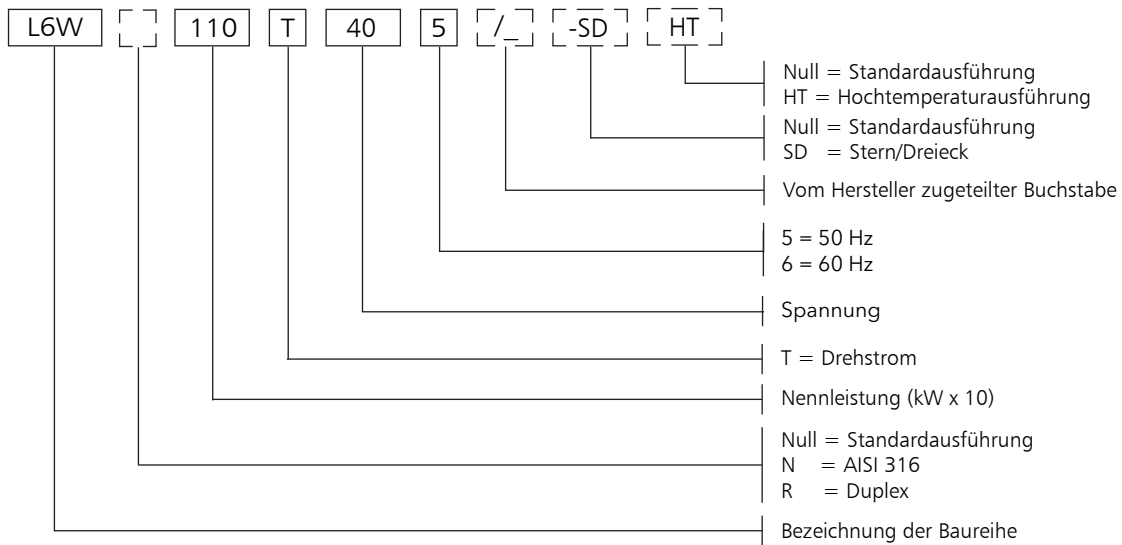 L6W 110 T 40 5 /_ -SD HT
Null = Standardausführung
HT = Hochtemperaturausführung
Null = Standardausführung
SD = Stern/Dreieck
Vom Hersteller zugeteilter Buchstabe
5 = 50 Hz
6 = 60 Hz
Spannung
T = Drehstrom
Nennleistung (kW x 10)
Null = Standardausführung
N = AISI 316
R = Duplex
Bezeichnung der Baureihe